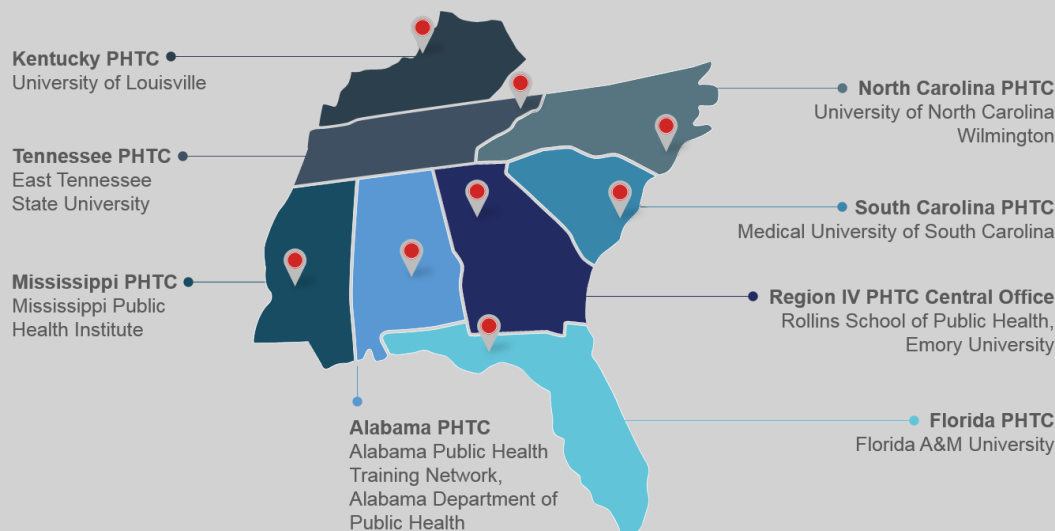 Kentucky PHTC
University of Louisville
Tennessee PHTC
East Tennessee
State University
Mississippi PHTC
Mississippi Public
Health Institute
Alabama PHTC
Alabama Public Health
Training Network,
Alabama Department of
Public Health
North Carolina PHTC
University of North Carolina
Wilmington
South Carolina PHTC
Medical University of South Carolina
Region IV PHTC Central Office
Rollins School of Public Health,
Emory University
Florida PHTC
Florida A&M University